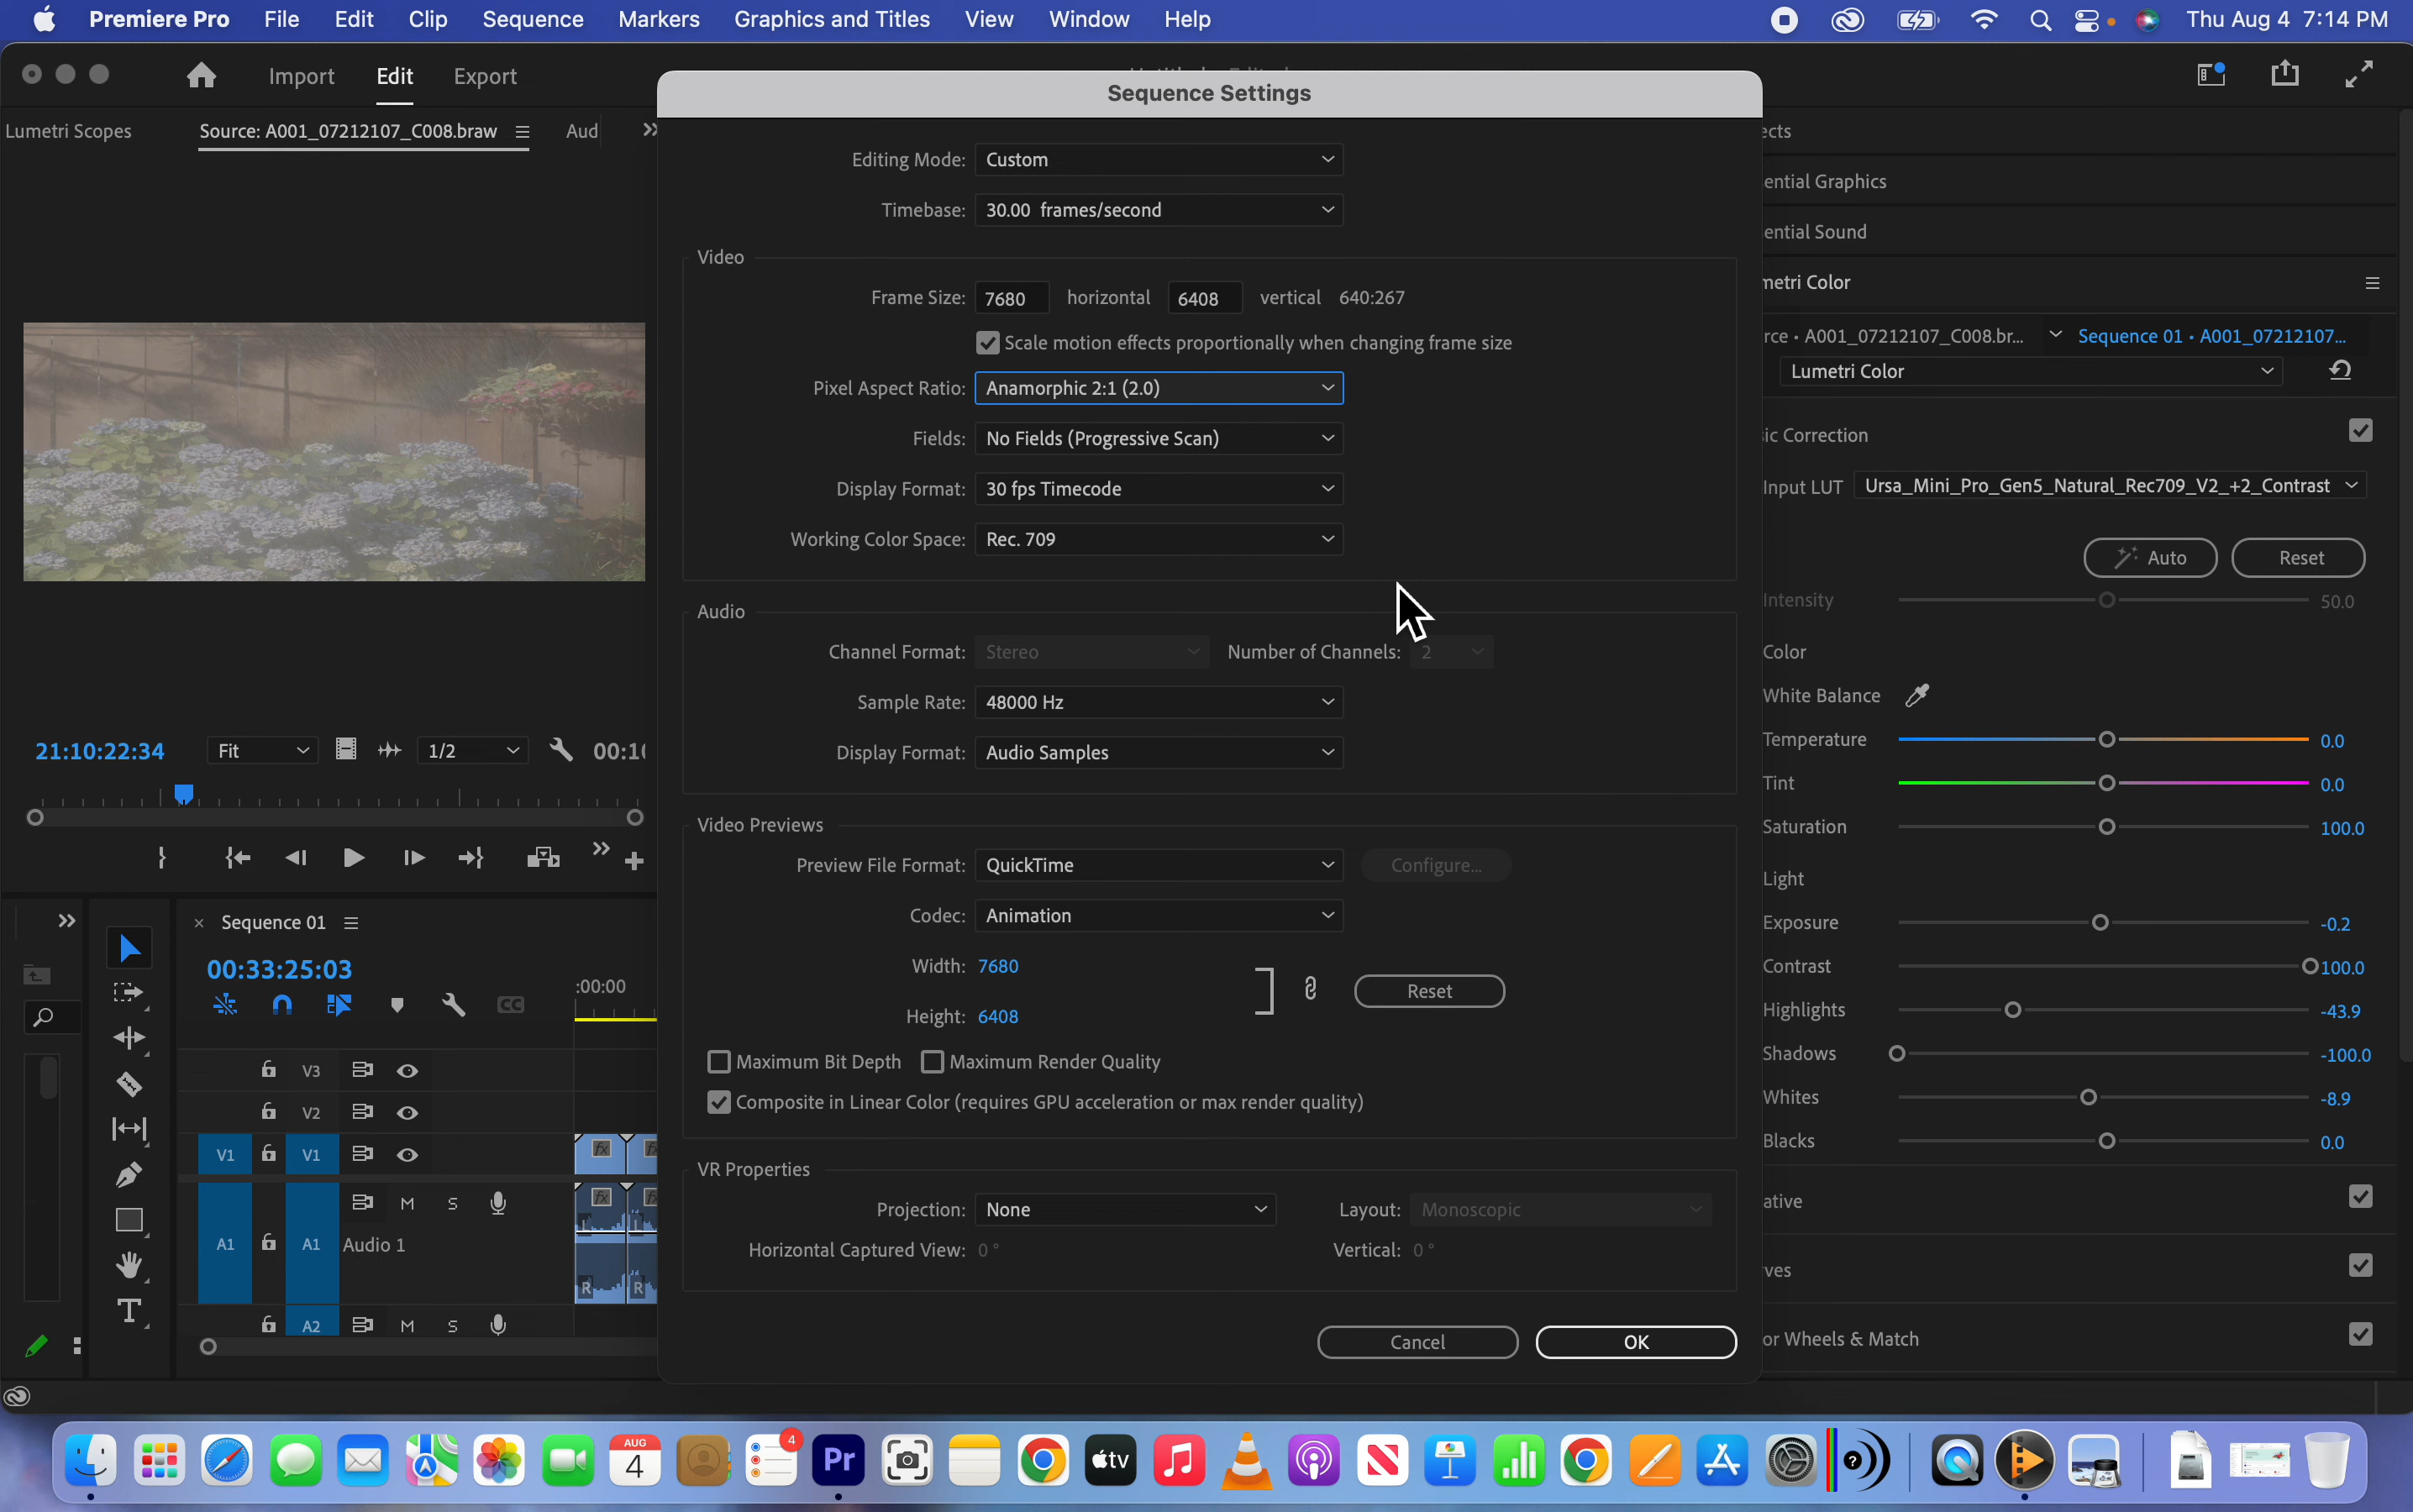 Premiere Pro File Edit Clip Sequence Markers Graphics and Titles View Window Help Thu Aug 4 7:14 PM
Import Edit Export
Sequence Settings
Lumetri Scopes Source: A001_07212107_C008.braw Aud
Editing Mode: Custom
Timebase: 30.00 frames/second
Video
Frame Size: 7680 horizontal 6408 vertical 640:267
Scale motion effects proportionally when changing frame size
Pixel Aspect Ratio: Anamorphic 2:1 (2.0)
Fields: No Fields (Progressive Scan)
Display Format: 30 fps Timecode
Working Color Space: Rec. 709
Audio
Channel Format: Stereo Number of Channels: 2
Sample Rate: 48000 Hz
Display Format: Audio Samples
Video Previews
Preview File Format: QuickTime Configure...
Codec: Animation
Width: 7680
Height: 6408
Reset
Maximum Bit Depth Maximum Render Quality
Composite in Linear Color (requires GPU acceleration or max render quality)
VR Properties
Projection: None Layout: Monoscopic
Horizontal Captured View: 0° Vertical: 0°
Cancel OK
21:10:22:34 Fit 1/2 00:1
Sequence 01
00:33:25:03
:00:00
CC
V3
V2
V1 V1 fx
M S fx
A1 A1 Audio 1 L L
R R
A2 M S
ects
ential Graphics
ential Sound
metri Color
rce • A001_07212107_C008.br... Sequence 01 • A001_07212107...
Lumetri Color
ic Correction
Input LUT Ursa_Mini_Pro_Gen5_Natural_Rec709_V2_+2_Contrast
Auto Reset
Intensity 50.0
Color
White Balance
Temperature 0.0
Tint 0.0
Saturation 100.0
Light
Exposure -0.2
Contrast 100.0
Highlights -43.9
Shadows -100.0
Whites -8.9
Blacks 0.0
ative
ves
or Wheels & Match
AUG
4
4
Pr
tv
?